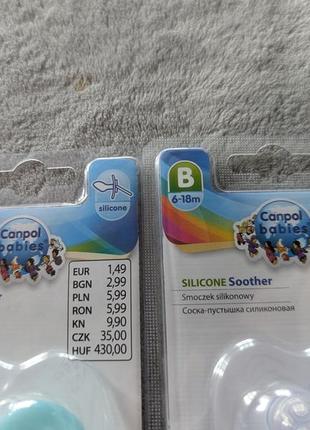 silicone
Canpol
babies
EUR 1,49
BGN 2,99
PLN 5,99
RON 5,99
KN 9,90
CZK 35,00
HUF 430,00
B
6-18m
Canpol
babies
SILICONE Soother
Smoczek silikonowy
Соска-пустышка силиконовая